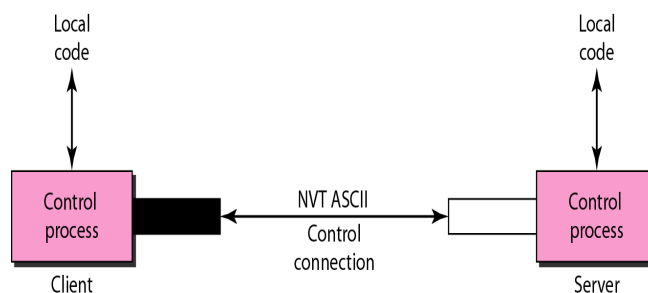 Local
code
Local
code
Control
process
NVT ASCII
Control
connection
Control
process
Client
Server